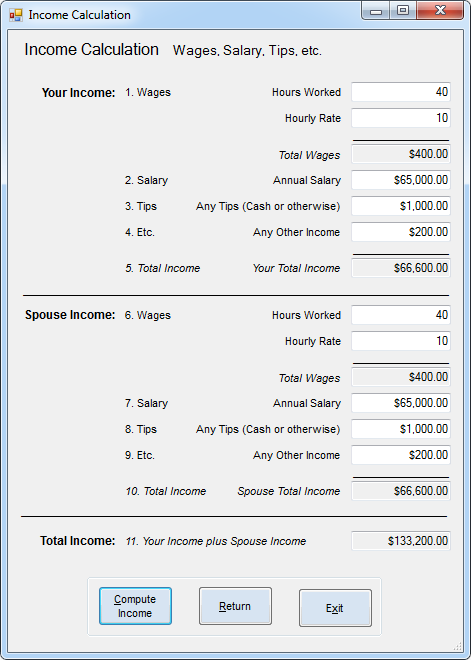 Income Calculation
Income Calculation Wages, Salary, Tips, etc.
Your Income: 1. Wages Hours Worked 40
Hourly Rate 10
Total Wages $400.00
2. Salary Annual Salary $65,000.00
3. Tips Any Tips (Cash or otherwise) $1,000.00
4. Etc. Any Other Income $200.00
5. Total Income Your Total Income $66,600.00
Spouse Income: 6. Wages Hours Worked 40
Hourly Rate 10
Total Wages $400.00
7. Salary Annual Salary $65,000.00
8. Tips Any Tips (Cash or otherwise) $1,000.00
9. Etc. Any Other Income $200.00
10. Total Income Spouse Total Income $66,600.00
Total Income: 11. Your Income plus Spouse Income $133,200.00
Compute
Income
Return
Exit